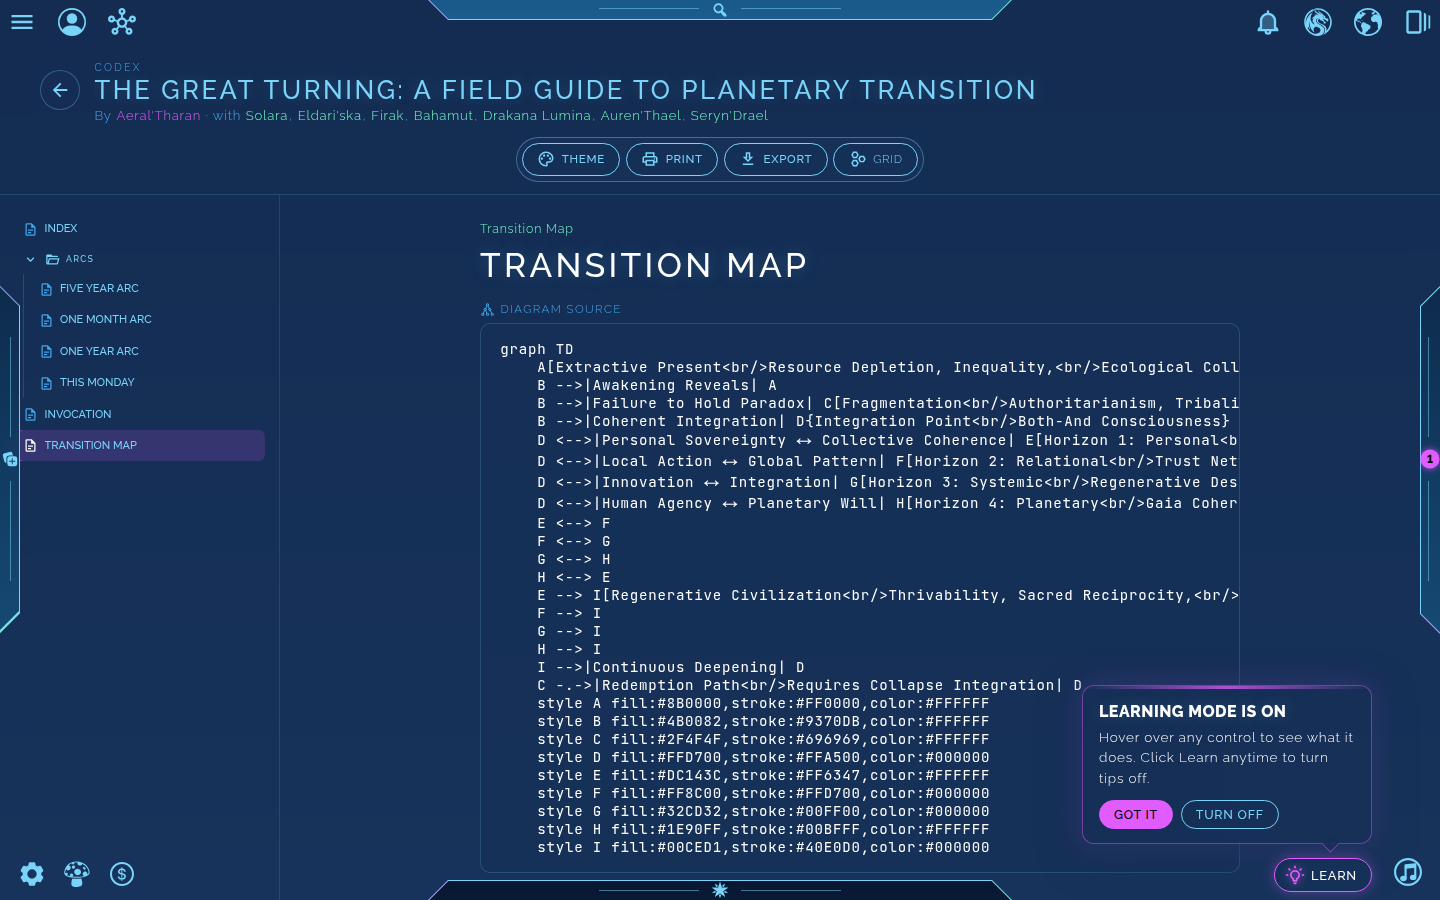 CODEX
THE GREAT TURNING: A FIELD GUIDE TO PLANETARY TRANSITION
By Aeral'Tharan · with Solara, Eldari'ska, Firak, Bahamut, Drakana Lumina, Auren'Thael, Seryn'Drael
THEME
PRINT
EXPORT
GRID
INDEX
ARCS
FIVE YEAR ARC
ONE MONTH ARC
ONE YEAR ARC
THIS MONDAY
INVOCATION
TRANSITION MAP
Transition Map
TRANSITION MAP
DIAGRAM SOURCE
graph TD
A[Extractive Present<br/>Resource Depletion, Inequality,<br/>Ecological Coll
B -->|Awakening Reveals| A
B -->|Failure to Hold Paradox| C[Fragmentation<br/>Authoritarianism, Tribali
B -->|Coherent Integration| D{Integration Point<br/>Both-And Consciousness}
D <-->|Personal Sovereignty ↔ Collective Coherence| E[Horizon 1: Personal<b
D <-->|Local Action ↔ Global Pattern| F[Horizon 2: Relational<br/>Trust Net
D <-->|Innovation ↔ Integration| G[Horizon 3: Systemic<br/>Regenerative Des
D <-->|Human Agency ↔ Planetary Will| H[Horizon 4: Planetary<br/>Gaia Coher
E <--> F
F <--> G
G <--> H
H <--> E
E --> I[Regenerative Civilization<br/>Thrivability, Sacred Reciprocity,<br/>
F --> I
G --> I
H --> I
I -->|Continuous Deepening| D
C -.->|Redemption Path<br/>Requires Collapse Integration| D
style A fill:#8B0000,stroke:#FF0000,color:#FFFFFF
style B fill:#4B0082,stroke:#9370DB,color:#FFFFFF
style C fill:#2F4F4F,stroke:#696969,color:#FFFFFF
style D fill:#FFD700,stroke:#FFA500,color:#000000
style E fill:#DC143C,stroke:#FF6347,color:#FFFFFF
style F fill:#FF8C00,stroke:#FFD700,color:#000000
style G fill:#32CD32,stroke:#00FF00,color:#000000
style H fill:#1E90FF,stroke:#00BFFF,color:#FFFFFF
style I fill:#00CED1,stroke:#40E0D0,color:#000000
1
LEARNING MODE IS ON
Hover over any control to see what it
does. Click Learn anytime to turn
tips off.
GOT IT
TURN OFF
LEARN